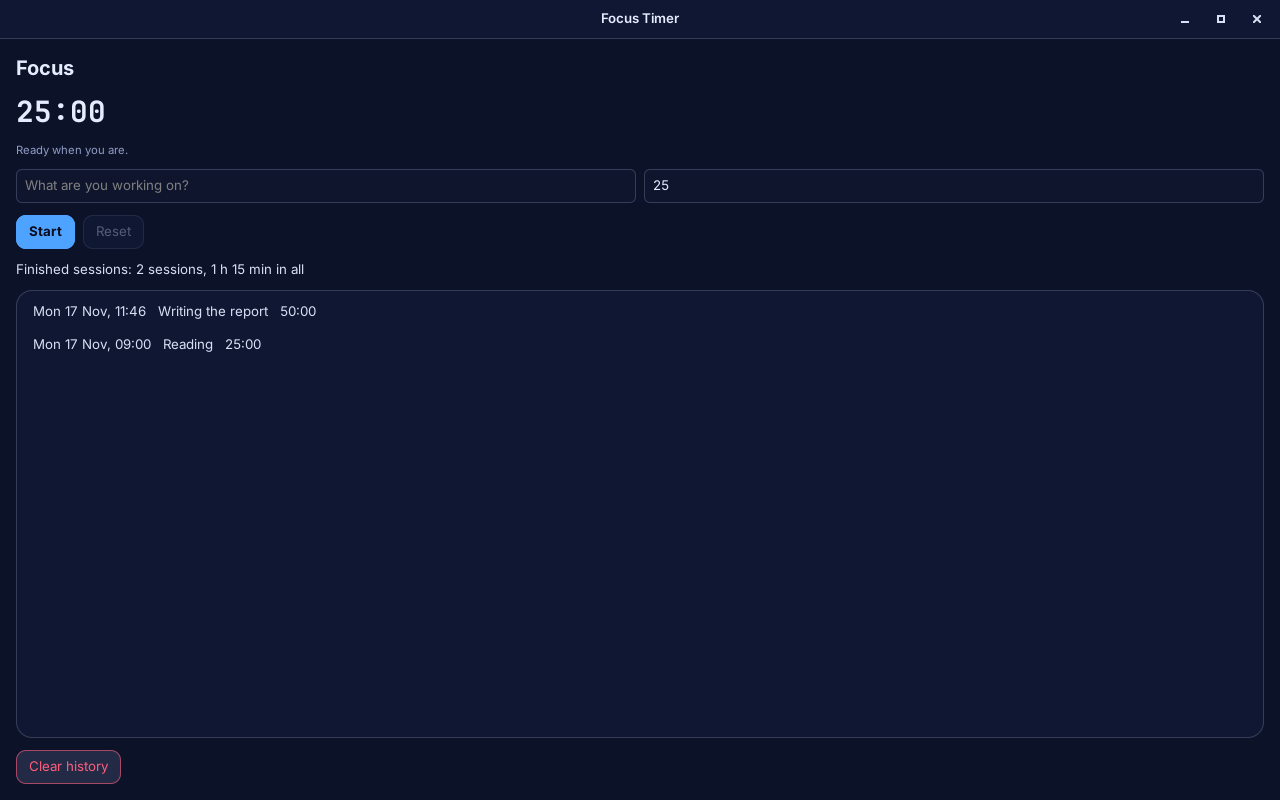 Focus Timer
Focus
25:00
Ready when you are.
What are you working on?
25
Start
Reset
Finished sessions: 2 sessions, 1 h 15 min in all
Mon 17 Nov, 11:46 Writing the report 50:00
Mon 17 Nov, 09:00 Reading 25:00
Clear history